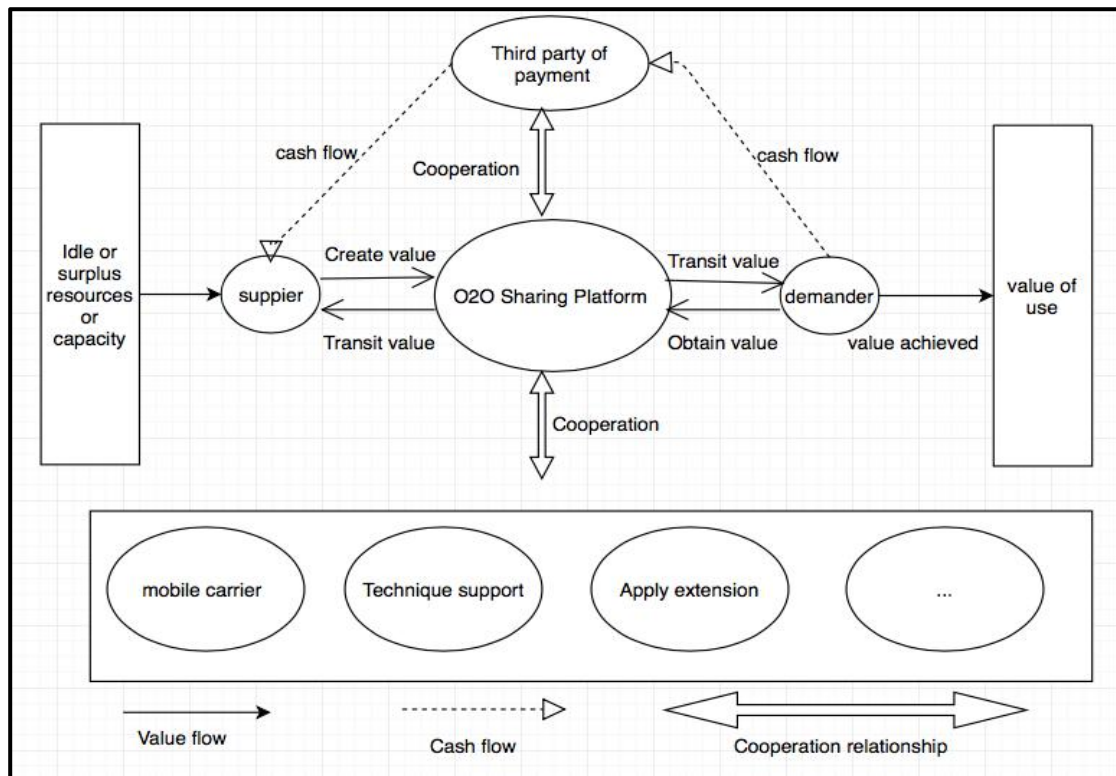 Third party of
payment
cash flow
cash flow
Cooperation
Idle or
surplus
resources
or
capacity
suppier
Create value
Transit value
O2O Sharing Platform
Transit value
Obtain value
demander
value achieved
value of
use
Cooperation
mobile carrier
Technique support
Apply extension
...
Value flow
Cash flow
Cooperation relationship